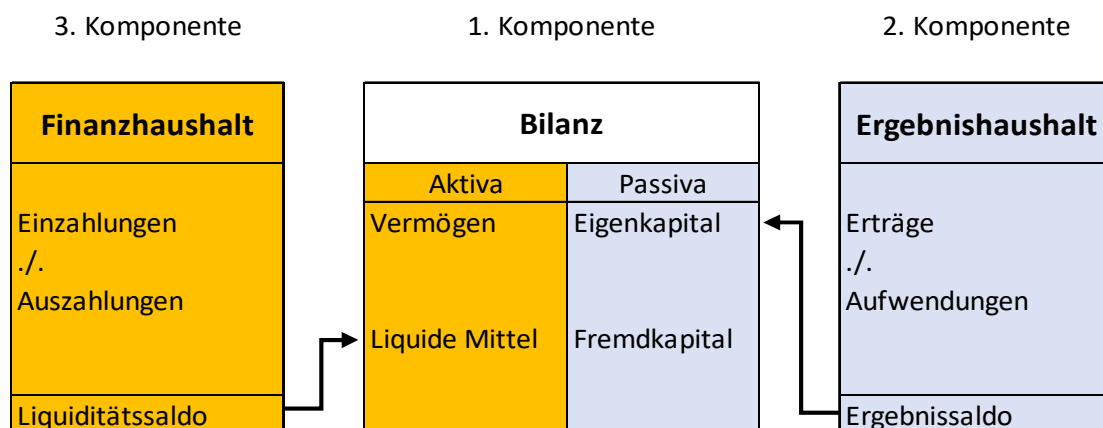 3. Komponente
1. Komponente
2. Komponente
Finanzhaushalt
Bilanz
Ergebnishaushalt
Aktiva
Passiva
Einzahlungen
Vermögen
Eigenkapital
Erträge
./.
./.
Auszahlungen
Aufwendungen
Liquide Mittel
Fremdkapital
Liquiditätssaldo
Ergebnissaldo